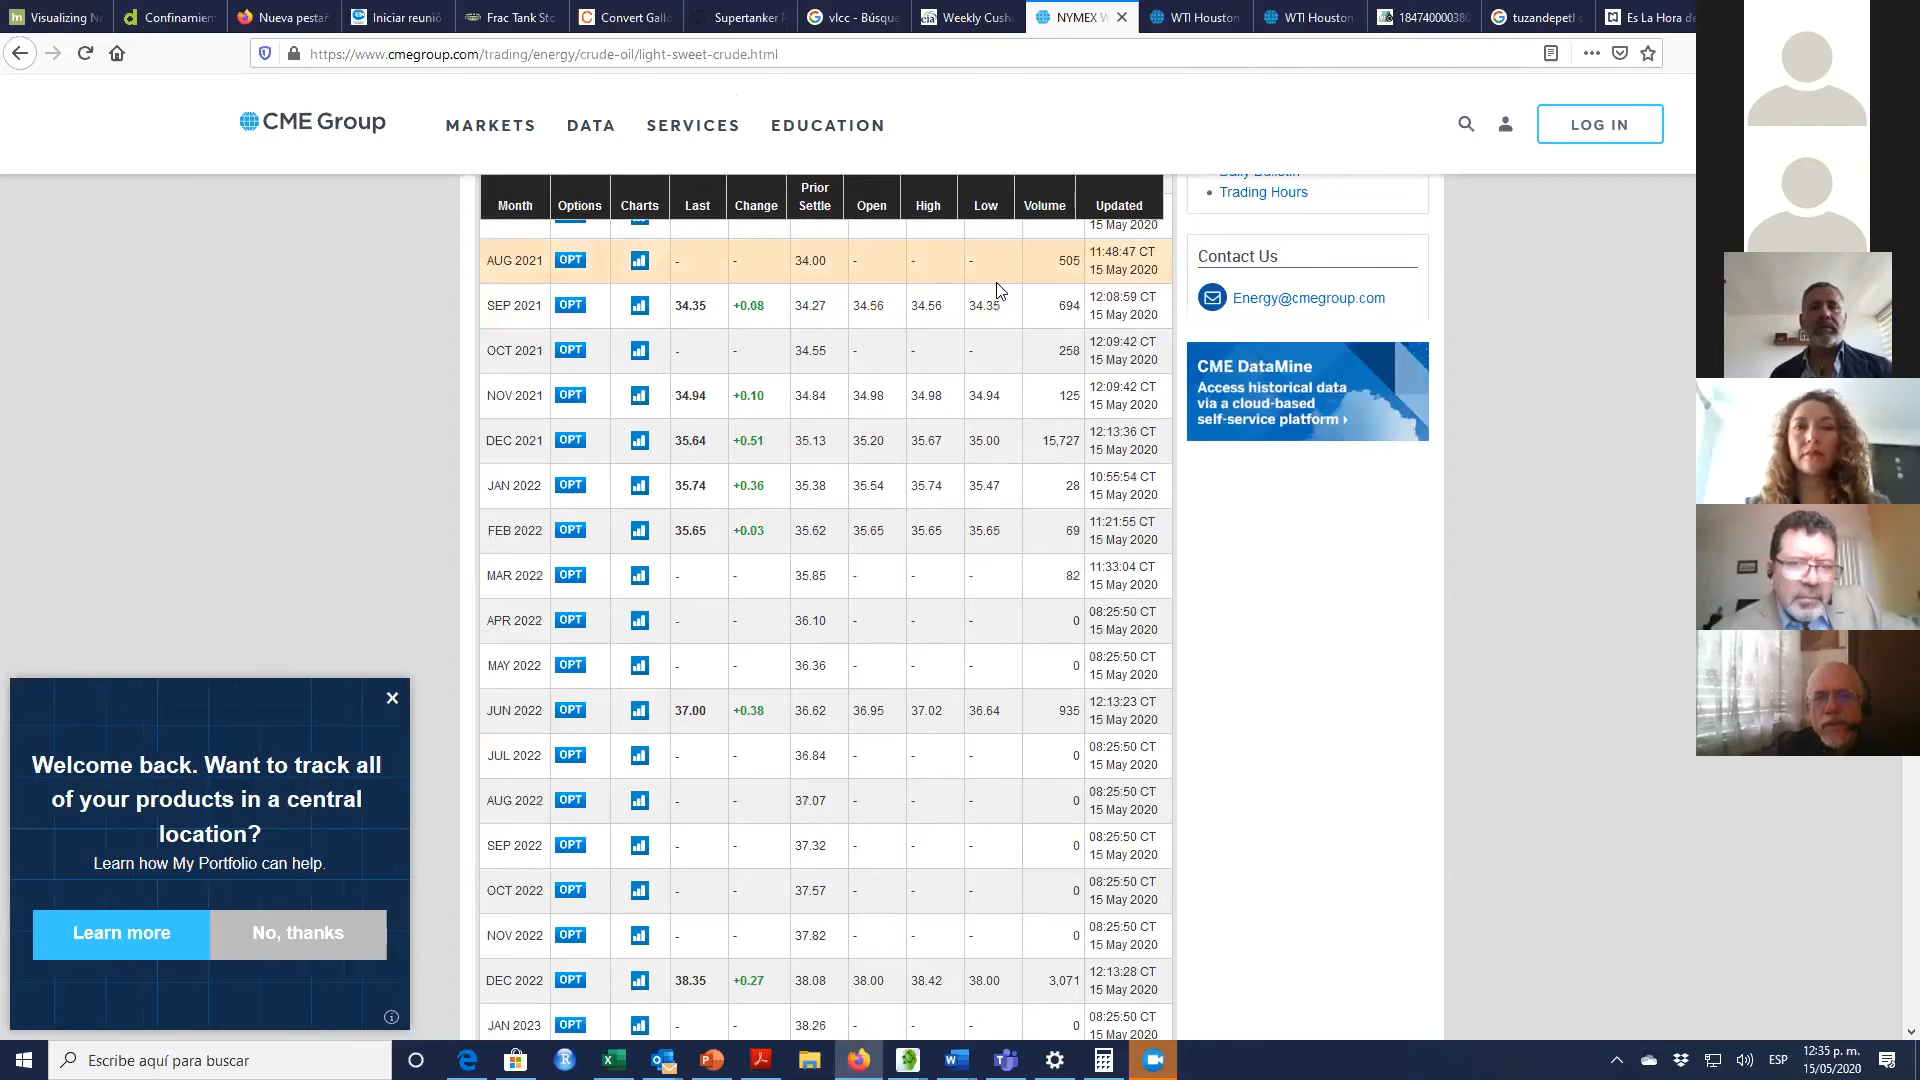 Visualizing N
Confinamien
Nueva pestañ
Iniciar reunió
Frac Tank Sto
Convert Gallo
Supertanker
vlcc - Búsque
Weekly Cush
NYMEX W
WTI Houston
WTI Houston
1847400003
tuzandepetl
Es La Hora de
https://www.cmegroup.com/trading/energy/crude-oil/light-sweet-crude.html
CME Group
MARKETS DATA SERVICES EDUCATION
LOG IN
Month Options Charts Last Change Prior Settle Open High Low Volume Updated
15 May 2020
AUG 2021 OPT - - 34.00 - - - 505 11:48:47 CT 15 May 2020
SEP 2021 OPT 34.35 +0.08 34.27 34.56 34.56 34.35 694 12:08:59 CT 15 May 2020
OCT 2021 OPT - - 34.55 - - - 258 12:09:42 CT 15 May 2020
NOV 2021 OPT 34.94 +0.10 34.84 34.98 34.98 34.94 125 12:09:42 CT 15 May 2020
DEC 2021 OPT 35.64 +0.51 35.13 35.20 35.67 35.00 15,727 12:13:36 CT 15 May 2020
JAN 2022 OPT 35.74 +0.36 35.38 35.54 35.74 35.47 28 10:55:54 CT 15 May 2020
FEB 2022 OPT 35.65 +0.03 35.62 35.65 35.65 35.65 69 11:21:55 CT 15 May 2020
MAR 2022 OPT - - 35.85 - - - 82 11:33:04 CT 15 May 2020
APR 2022 OPT - - 36.10 - - - 0 08:25:50 CT 15 May 2020
MAY 2022 OPT - - 36.36 - - - 0 08:25:50 CT 15 May 2020
JUN 2022 OPT 37.00 +0.38 36.62 36.95 37.02 36.64 935 12:13:23 CT 15 May 2020
JUL 2022 OPT - - 36.84 - - - 0 08:25:50 CT 15 May 2020
AUG 2022 OPT - - 37.07 - - - 0 08:25:50 CT 15 May 2020
SEP 2022 OPT - - 37.32 - - - 0 08:25:50 CT 15 May 2020
OCT 2022 OPT - - 37.57 - - - 0 08:25:50 CT 15 May 2020
NOV 2022 OPT - - 37.82 - - - 0 08:25:50 CT 15 May 2020
DEC 2022 OPT 38.35 +0.27 38.08 38.00 38.42 38.00 3,071 12:13:28 CT 15 May 2020
JAN 2023 OPT - - 38.26 - - - 0 08:25:50 CT 15 May 2020
Daily Bulletin
Trading Hours
Contact Us
Energy@cmegroup.com
CME DataMine
Access historical data
via a cloud-based
self-service platform
Welcome back. Want to track all
of your products in a central
location?
Learn how My Portfolio can help.
Learn more
No, thanks
Escribe aquí para buscar
ESP
12:35 p. m.
15/05/2020